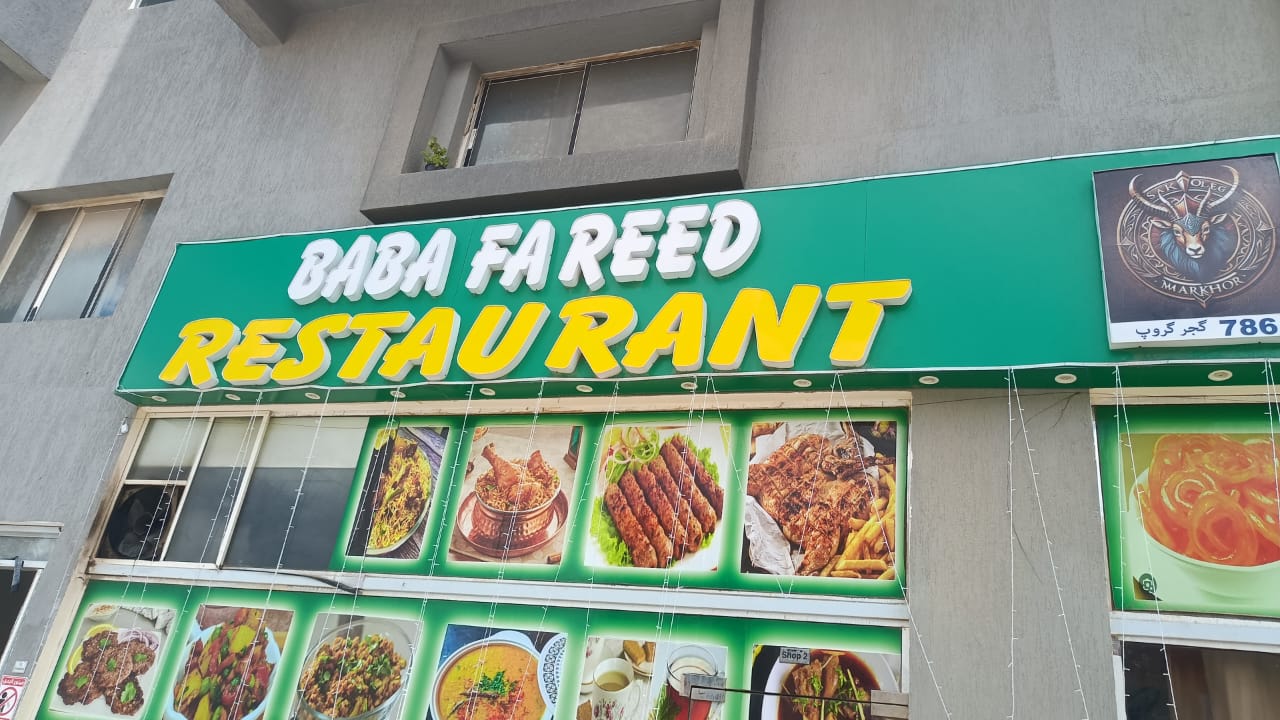 BABA FAREED
RESTAURANT
MARKHOR
گجر گروپ 786
Shop 2